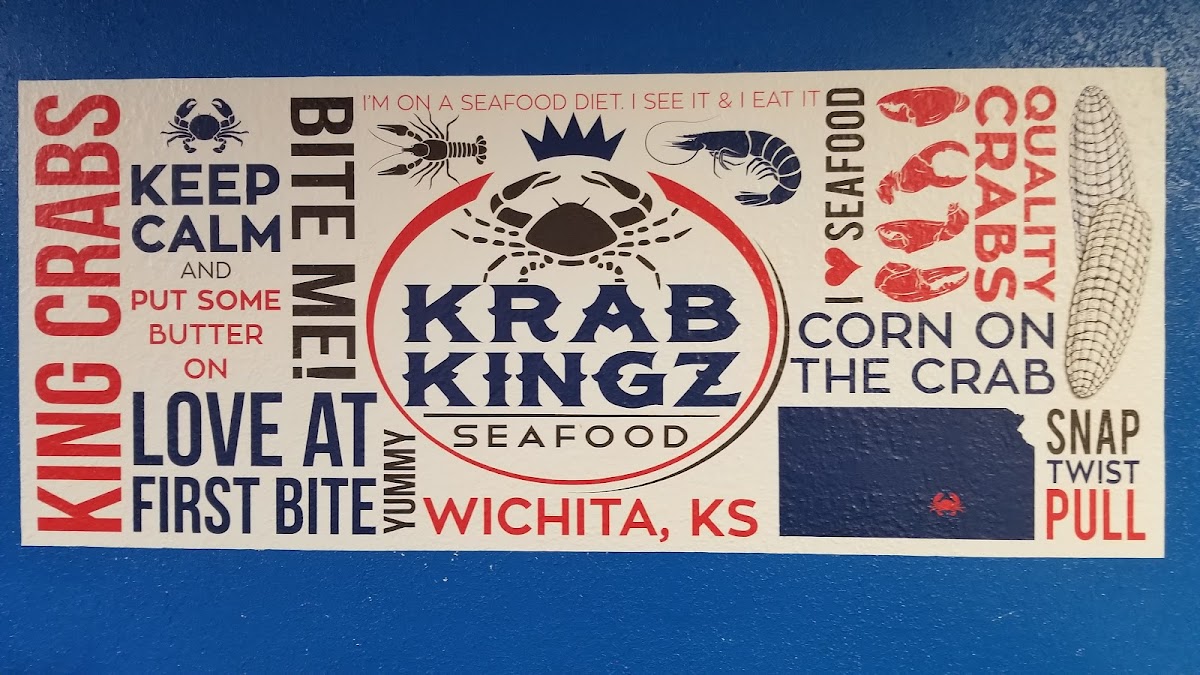 KING CRABS
KEEP
CALM
AND
PUT SOME
BUTTER
ON
LOVE AT
FIRST BITE
BITE ME!
YUMMY
I'M ON A SEAFOOD DIET. I SEE IT & I EAT IT
KRAB
KINGZ
SEAFOOD
WICHITA, KS
I ♥ SEAFOOD
QUALITY
CRABS
CORN ON
THE CRAB
SNAP
TWIST
PULL